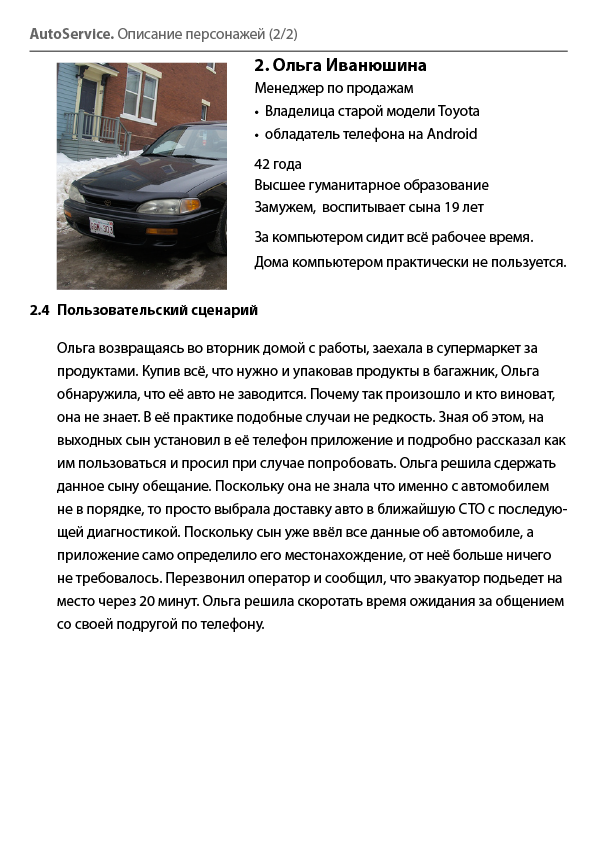 AutoService. Описание персонажей (2/2)
2. Ольга Иванюшина
Менеджер по продажам
• Владелица старой модели Toyota
• обладатель телефона на Android
42 года
Высшее гуманитарное образование
Замужем, воспитывает сына 19 лет
За компьютером сидит всё рабочее время.
Дома компьютером практически не пользуется.
2.4 Пользовательский сценарий
Ольга возвращаясь во вторник домой с работы, заехала в супермаркет за
продуктами. Купив всё, что нужно и упаковав продукты в багажник, Ольга
обнаружила, что её авто не заводится. Почему так произошло и кто виноват,
она не знает. В её практике подобные случаи не редкость. Зная об этом, на
выходных сын установил в её телефон приложение и подробно рассказал как
им пользоваться и просил при случае попробовать. Ольга решила сдержать
данное сыну обещание. Поскольку она не знала что именно с автомобилем
не в порядке, то просто выбрала доставку авто в ближайшую СТО с последую-
щей диагностикой. Поскольку сын уже ввёл все данные об автомобиле, а
приложение само определило его местонахождение, от неё больше ничего
не требовалось. Перезвонил оператор и сообщил, что эвакуатор подьедет на
место через 20 минут. Ольга решила скоротать время ожидания за общением
со своей подругой по телефону.